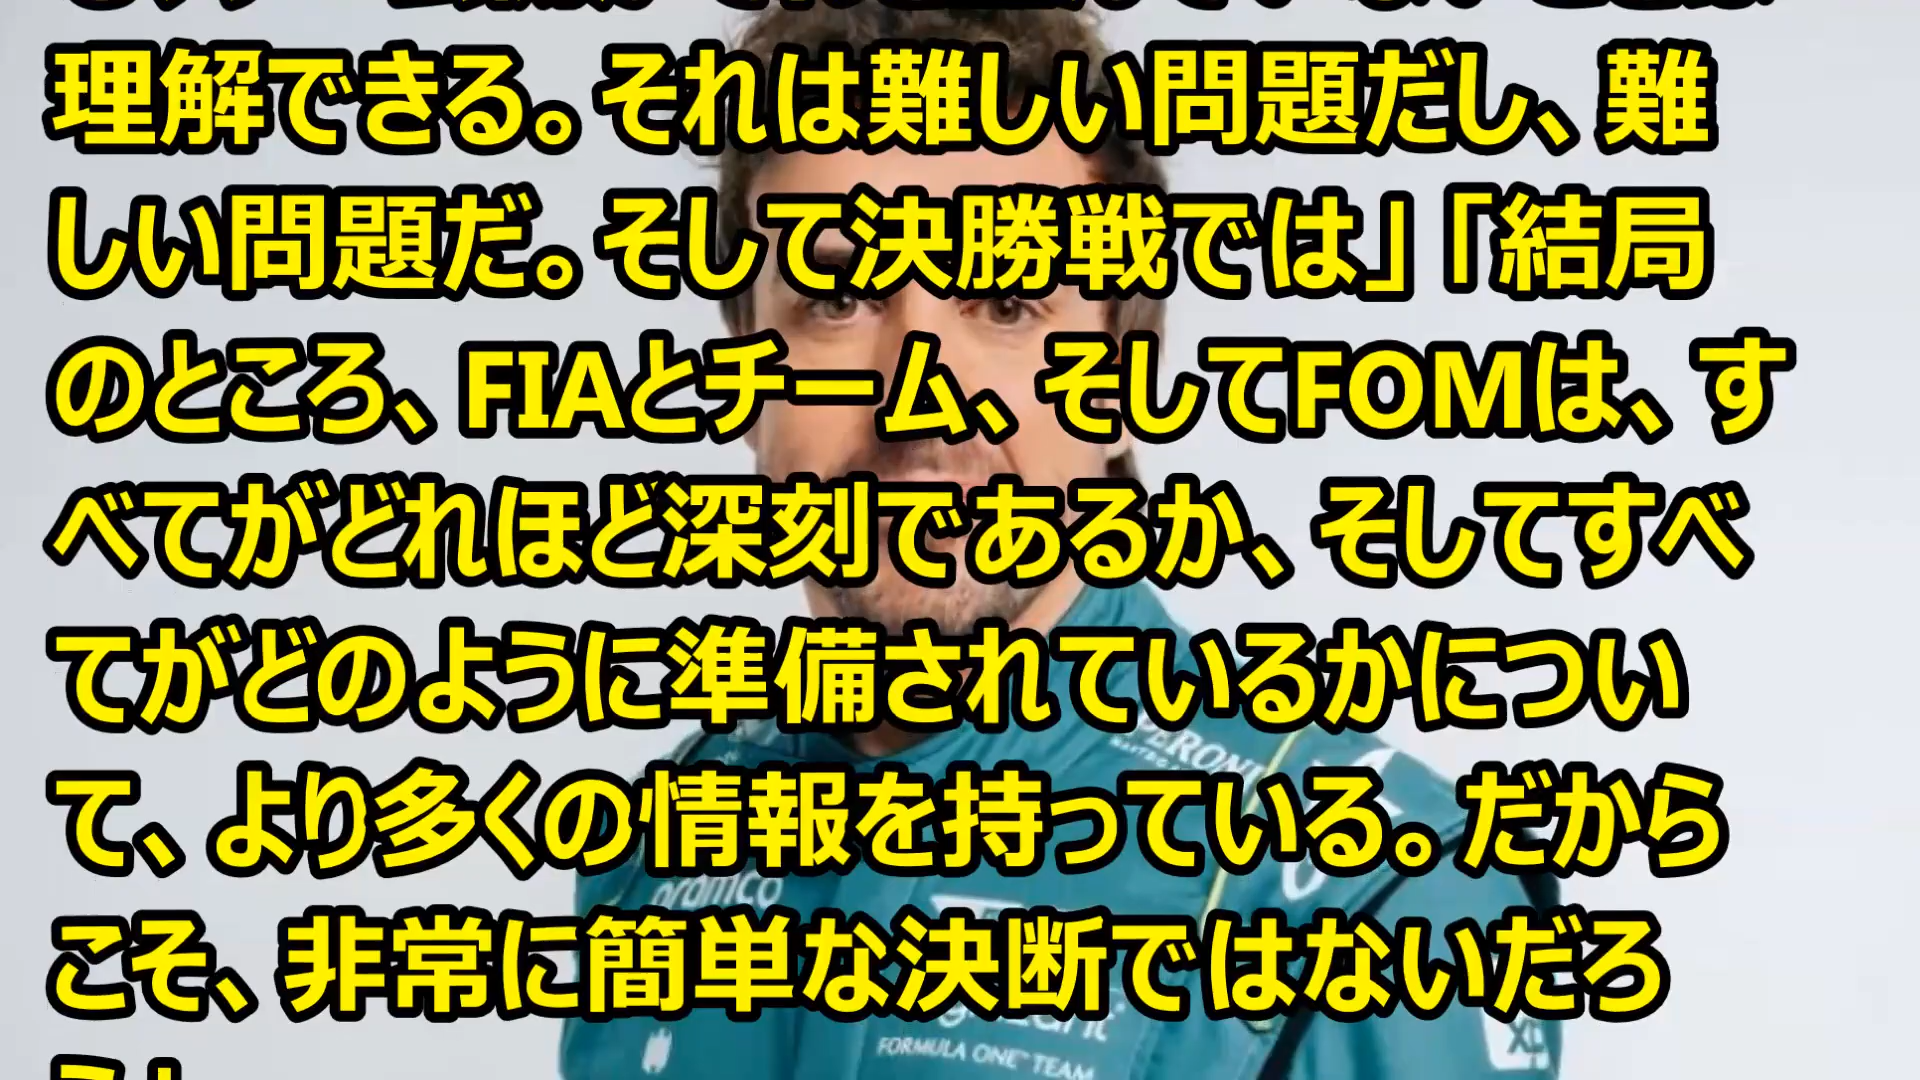 理解できる。それは難しい問題だし、難
しい問題だ。そして決勝戦では」「結局
のところ、FIAとチーム、そしてFOMは、す
べてがどれほど深刻であるか、そしてすべ
てがどのように準備されているかについ
て、より多くの情報を持っている。だから
こそ、非常に簡単な決断ではないだろ
う」
PERONI
aramco
FORMULA ONE™ TEAM